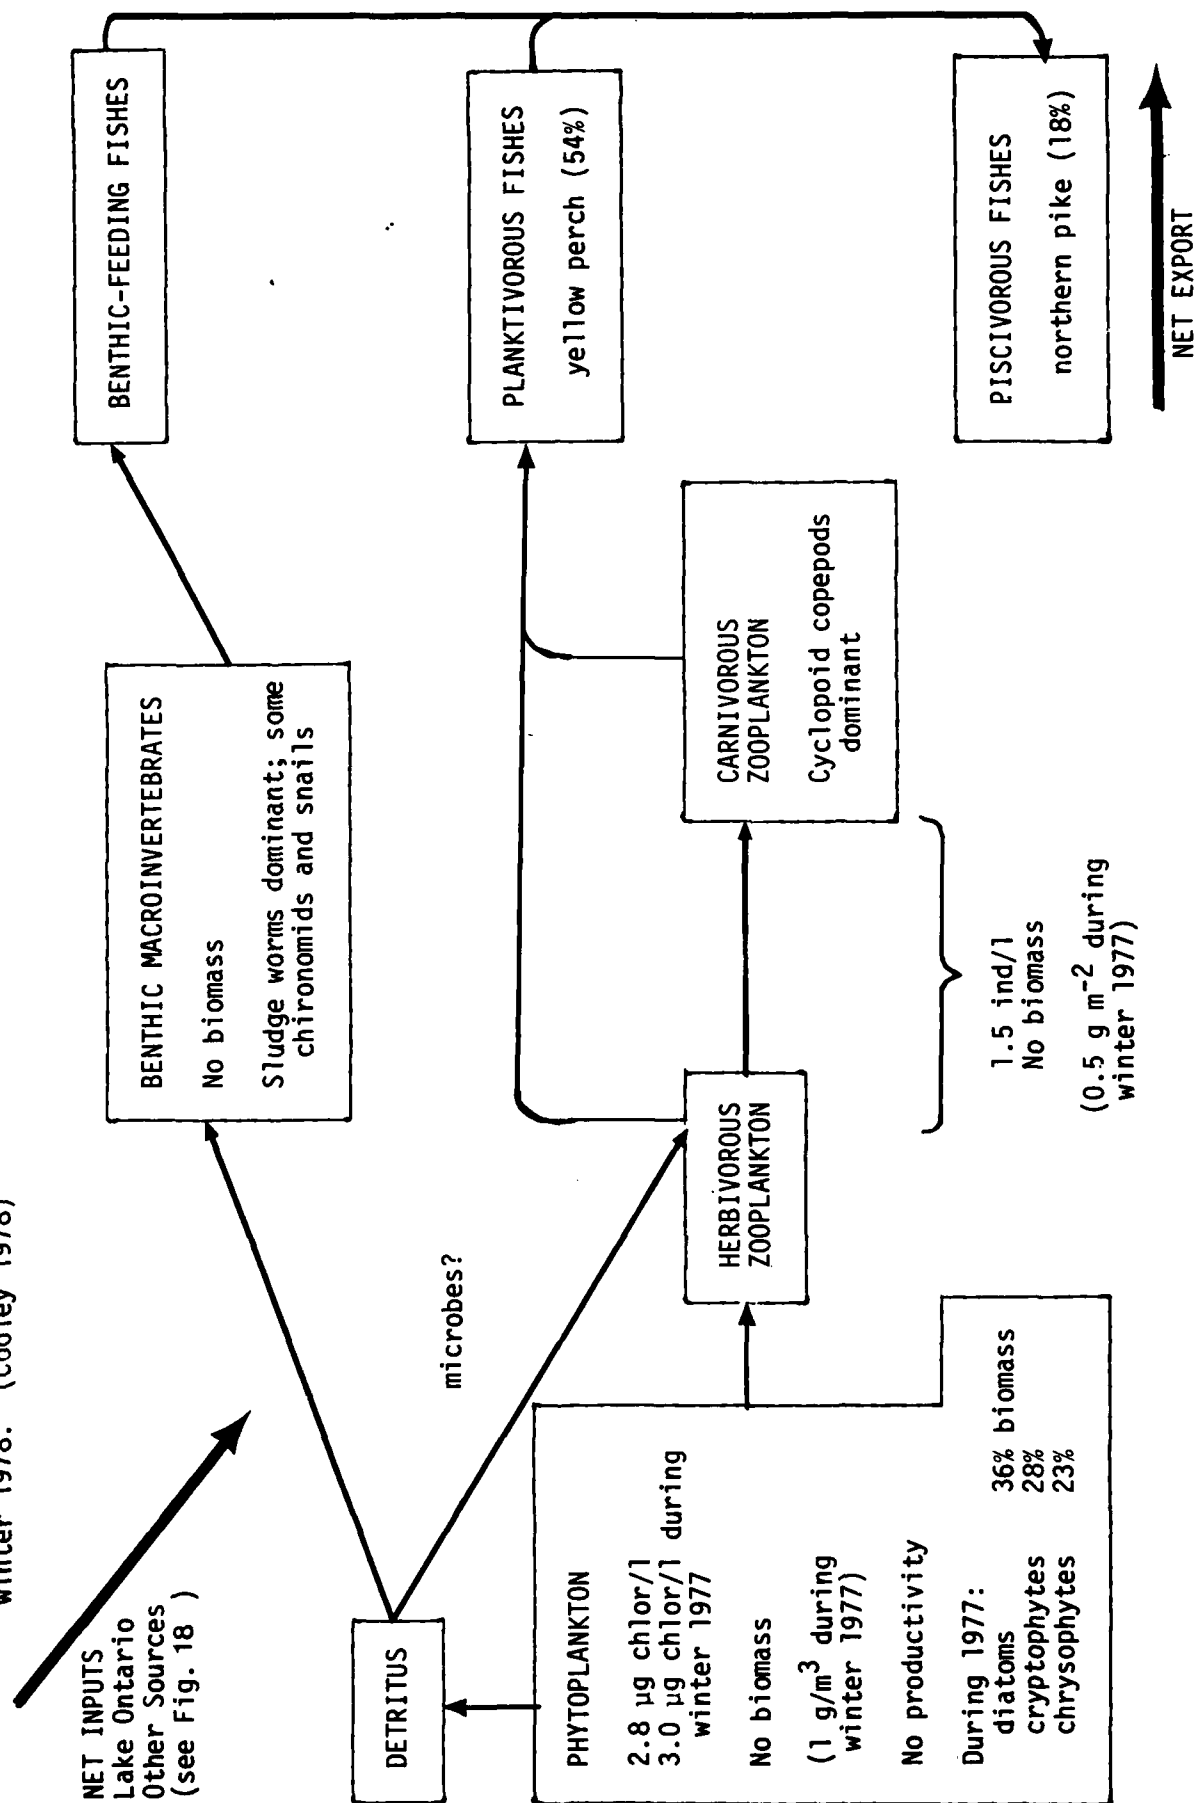 winter 1978. (Cooley 1978)
NET INPUTS
Lake Ontario
Other Sources
(see Fig. 18 )
DETRITUS
microbes?
PHYTOPLANKTON
2.8 µg chlor/l
3.0 µg chlor/l during
winter 1977
No biomass
(1 g/m³ during
winter 1977)
No productivity
During 1977:
diatoms 36% biomass
cryptophytes 28%
chrysophytes 23%
BENTHIC MACROINVERTEBRATES
No biomass
Sludge worms dominant; some
chironomids and snails
HERBIVOROUS
ZOOPLANKTON
CARNIVOROUS
ZOOPLANKTON
Cyclopoid copepods
dominant
1.5 ind/l
No biomass
(0.5 g m⁻² during
winter 1977)
BENTHIC-FEEDING FISHES
PLANKTIVOROUS FISHES
yellow perch (54%)
PISCIVOROUS FISHES
northern pike (18%)
NET EXPORT